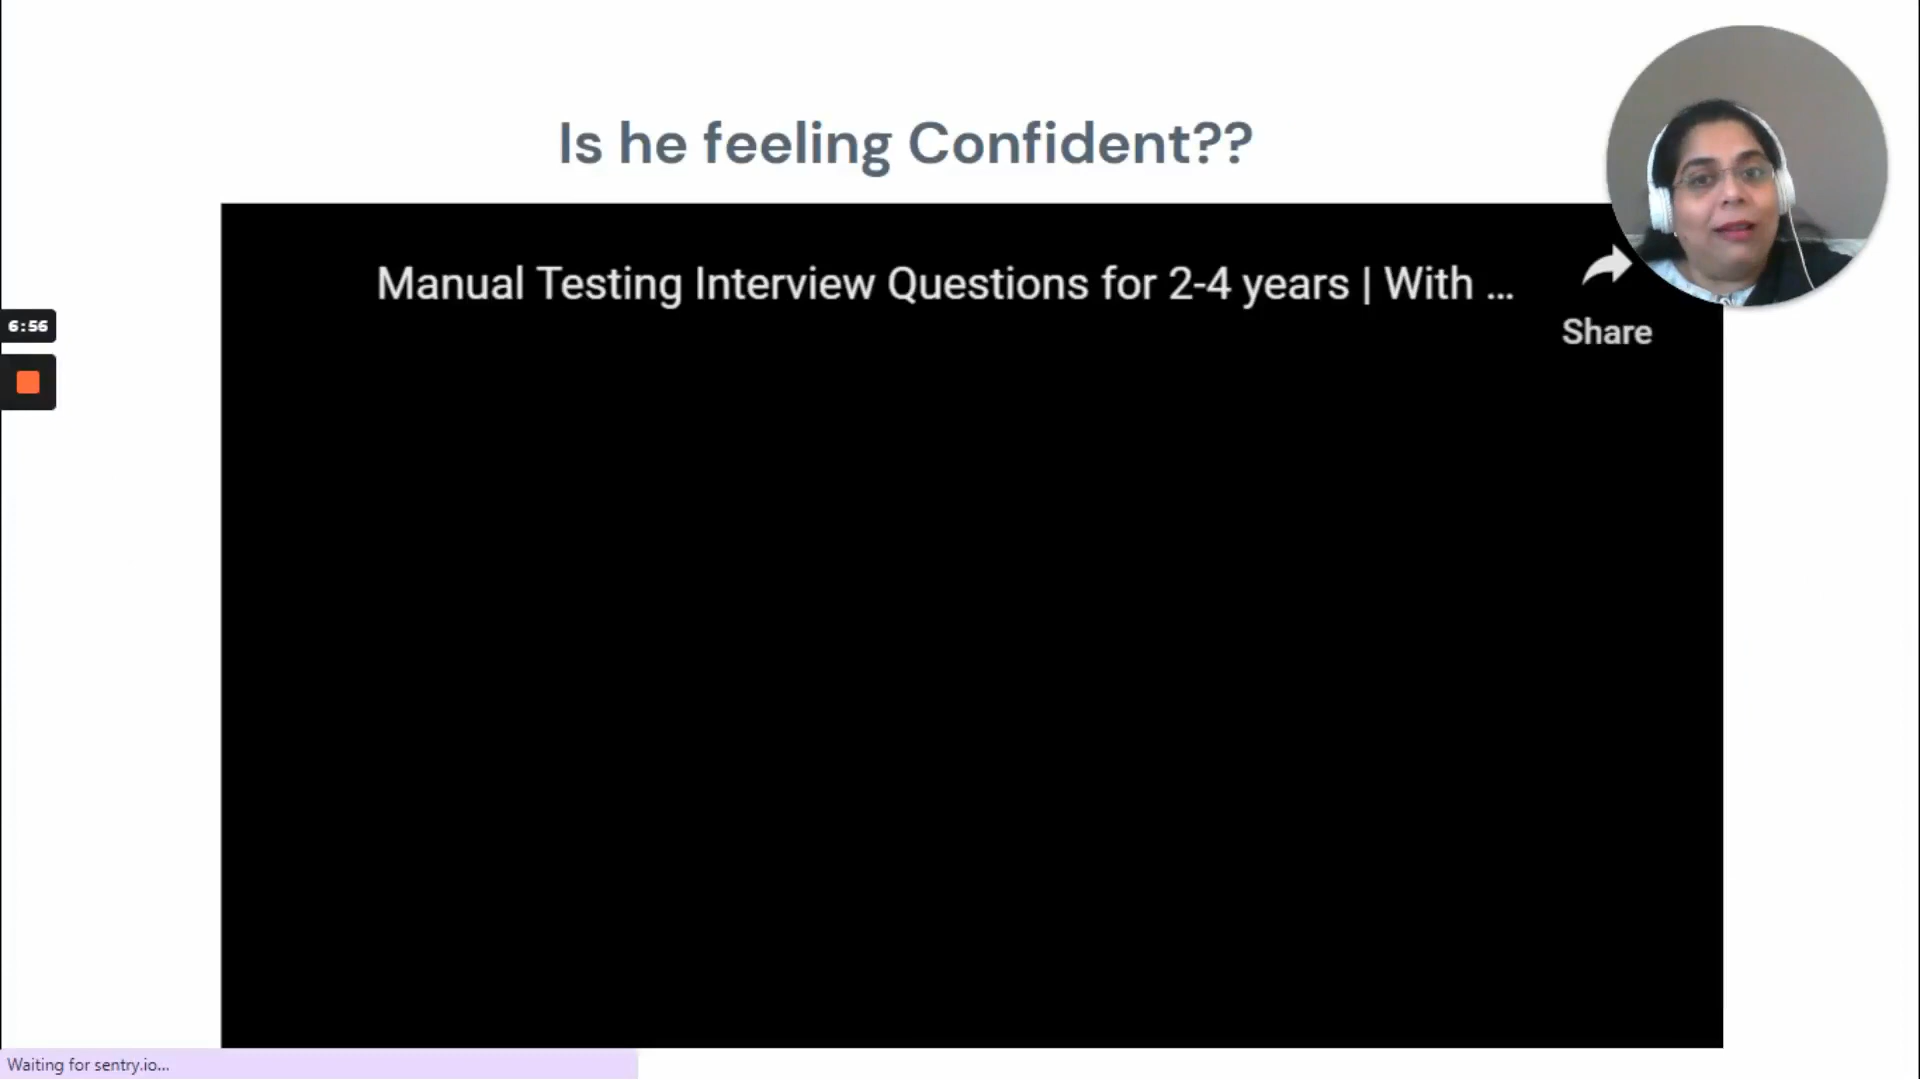 Is he feeling Confident??
Manual Testing Interview Questions for 2-4 years | With ...
Share
6:56
Waiting for sentry.io...